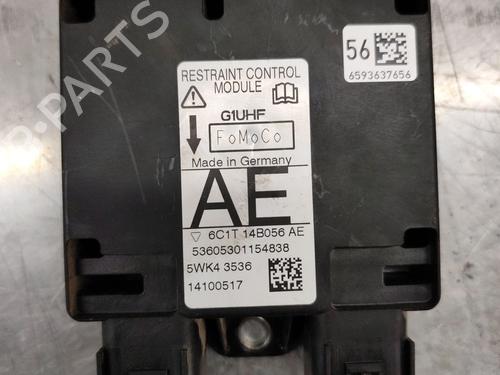 56
6593637656
RESTRAINT CONTROL
MODULE
G1UHF
FoMoCo
Made in Germany
AE
6C1T 14B056 AE
53605301154838
5WK4 3536
14100517
B-PARTS